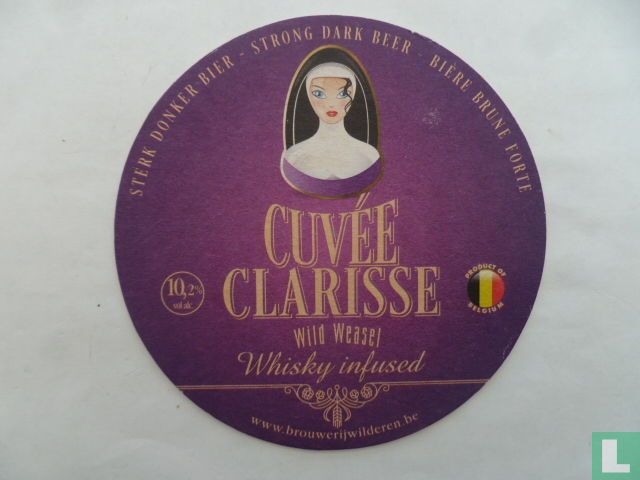 STERK DONKER BIER - STRONG DARK BEER - BIÈRE BRUNE FORTE
CUVÉE
CLARISSE
10,2%
vol alc.
PRODUCT OF
BELGIUM
Wild Weasel
Whisky infused
www.brouwerijwilderen.be
L